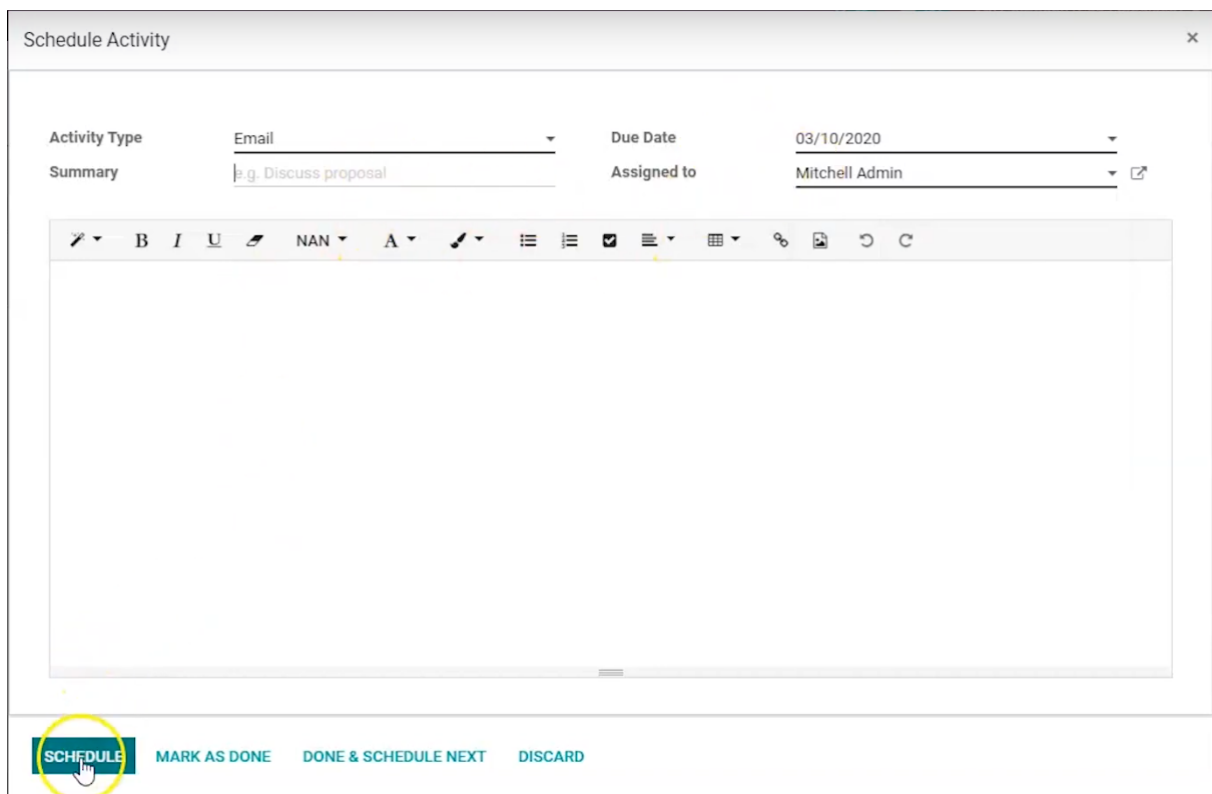 Schedule Activity ×
Activity Type Email Due Date 03/10/2020
Summary e.g. Discuss proposal Assigned to Mitchell Admin
B I U NAN A
SCHEDULE MARK AS DONE DONE & SCHEDULE NEXT DISCARD